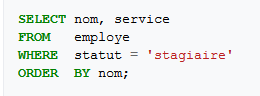 SELECT nom, service
FROM employe
WHERE statut = 'stagiaire'
ORDER BY nom;